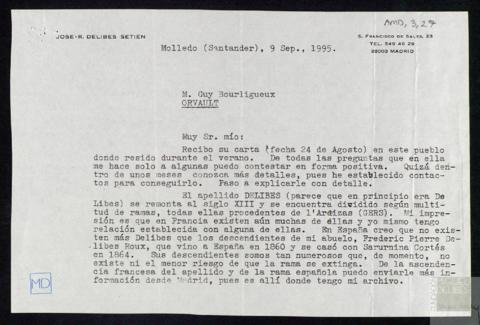 AMD, 3, 27
JOSE-R. DELIBES SETIEN
S. FRANCISCO DE SALES, 23
TEL. 549 40 29
28003 MADRID
Molledo (Santander), 9 Sep., 1995.
M. Guy Bourligueux
ORVAULT
Muy Sr. mío:
Recibo su carta (fecha 24 de Agosto) en este pueblo
donde resido durante el verano. De todas las preguntas que en ella
me hace solo a algunas puedo contestar en forma positiva. Quizá den-
tro de unos meses conozca más detalles, pues he establecido contac-
tos para conseguirlo. Paso a explicarle con detalle.
El apellido DELIBES (parece que en principio era De
Libes) se remonta al siglo XIII y se encuentra dividido según multi-
tud de ramas, todas ellas procedentes de (GERS). Mi impre-
sión es que en Francia existen aún muchas de ellas y yo mismo tengo
relación establecida con alguna de ellas. En España creo que no exis-
ten más Delibes que los descendientes de mi abuelo, Frederic Pierre De-
libes Roux, que vino a España en 1860 y se casó con Saturnina Cortés
en 1864. Sus descendientes somos tan numerosos que, de momento, no
existe ni el menor riesgo de que la rama se extinga. De la ascenden-
cia francesa del apellido y de la rama española puedo enviarle más in-
formación desde Madrid, pues es allí donde tengo mi archivo.
MD